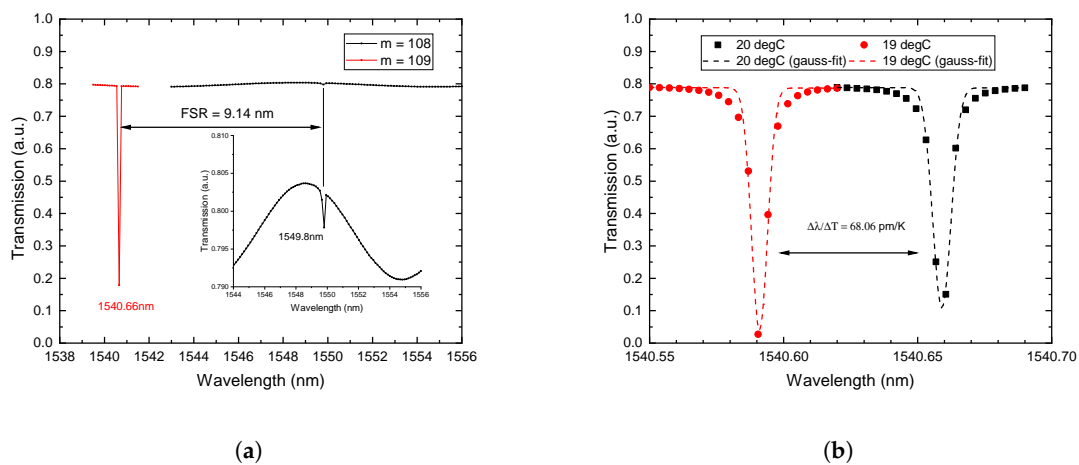 1.0
0.9
0.8
0.7
0.6
0.5
0.4
0.3
0.2
0.1
0.0
Transmission (a.u.)
m = 108
m = 109
FSR = 9.14 nm
1540.66nm
0.810
0.805
0.800
0.795
0.790
Transmission (a.u.)
1549.8nm
1544 1546 1548 1550 1552 1554 1556
Wavelength (nm)
1538 1540 1542 1544 1546 1548 1550 1552 1554 1556
Wavelength (nm)
(a)
1.0
0.9
0.8
0.7
0.6
0.5
0.4
0.3
0.2
0.1
0.0
Transmission (a.u.)
20 degC 19 degC
20 degC (gauss-fit) 19 degC (gauss-fit)
Δλ/ΔT = 68.06 pm/K
1540.55 1540.60 1540.65 1540.70
Wavelength (nm)
(b)